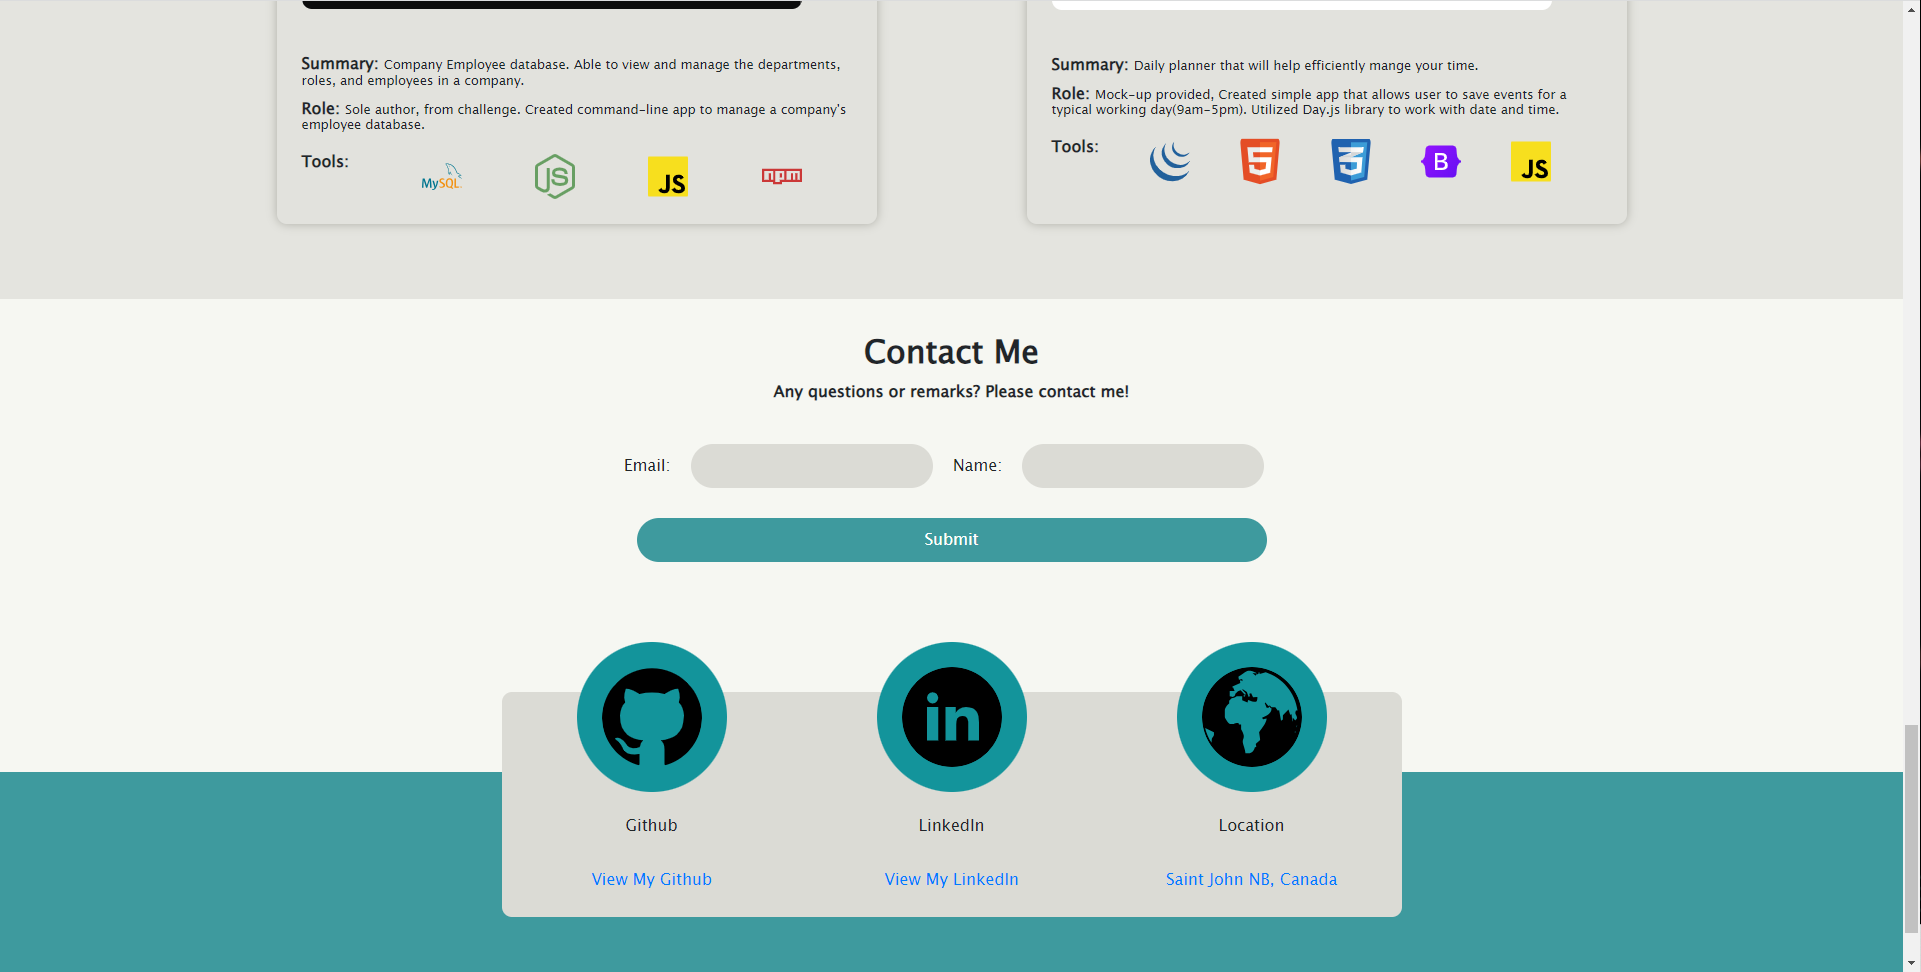 Summary: Company Employee database. Able to view and manage the departments,
roles, and employees in a company.
Role: Sole author, from challenge. Created command-line app to manage a company's
employee database.
Tools:
MySQL
JS
JS
npm
Summary: Daily planner that will help efficiently mange your time.
Role: Mock-up provided, Created simple app that allows user to save events for a
typical working day(9am-5pm). Utilized Day.js library to work with date and time.
Tools:
5
3
B
JS
Contact Me
Any questions or remarks? Please contact me!
Email:
Name:
Submit
in
Github
LinkedIn
Location
View My Github
View My LinkedIn
Saint John NB, Canada